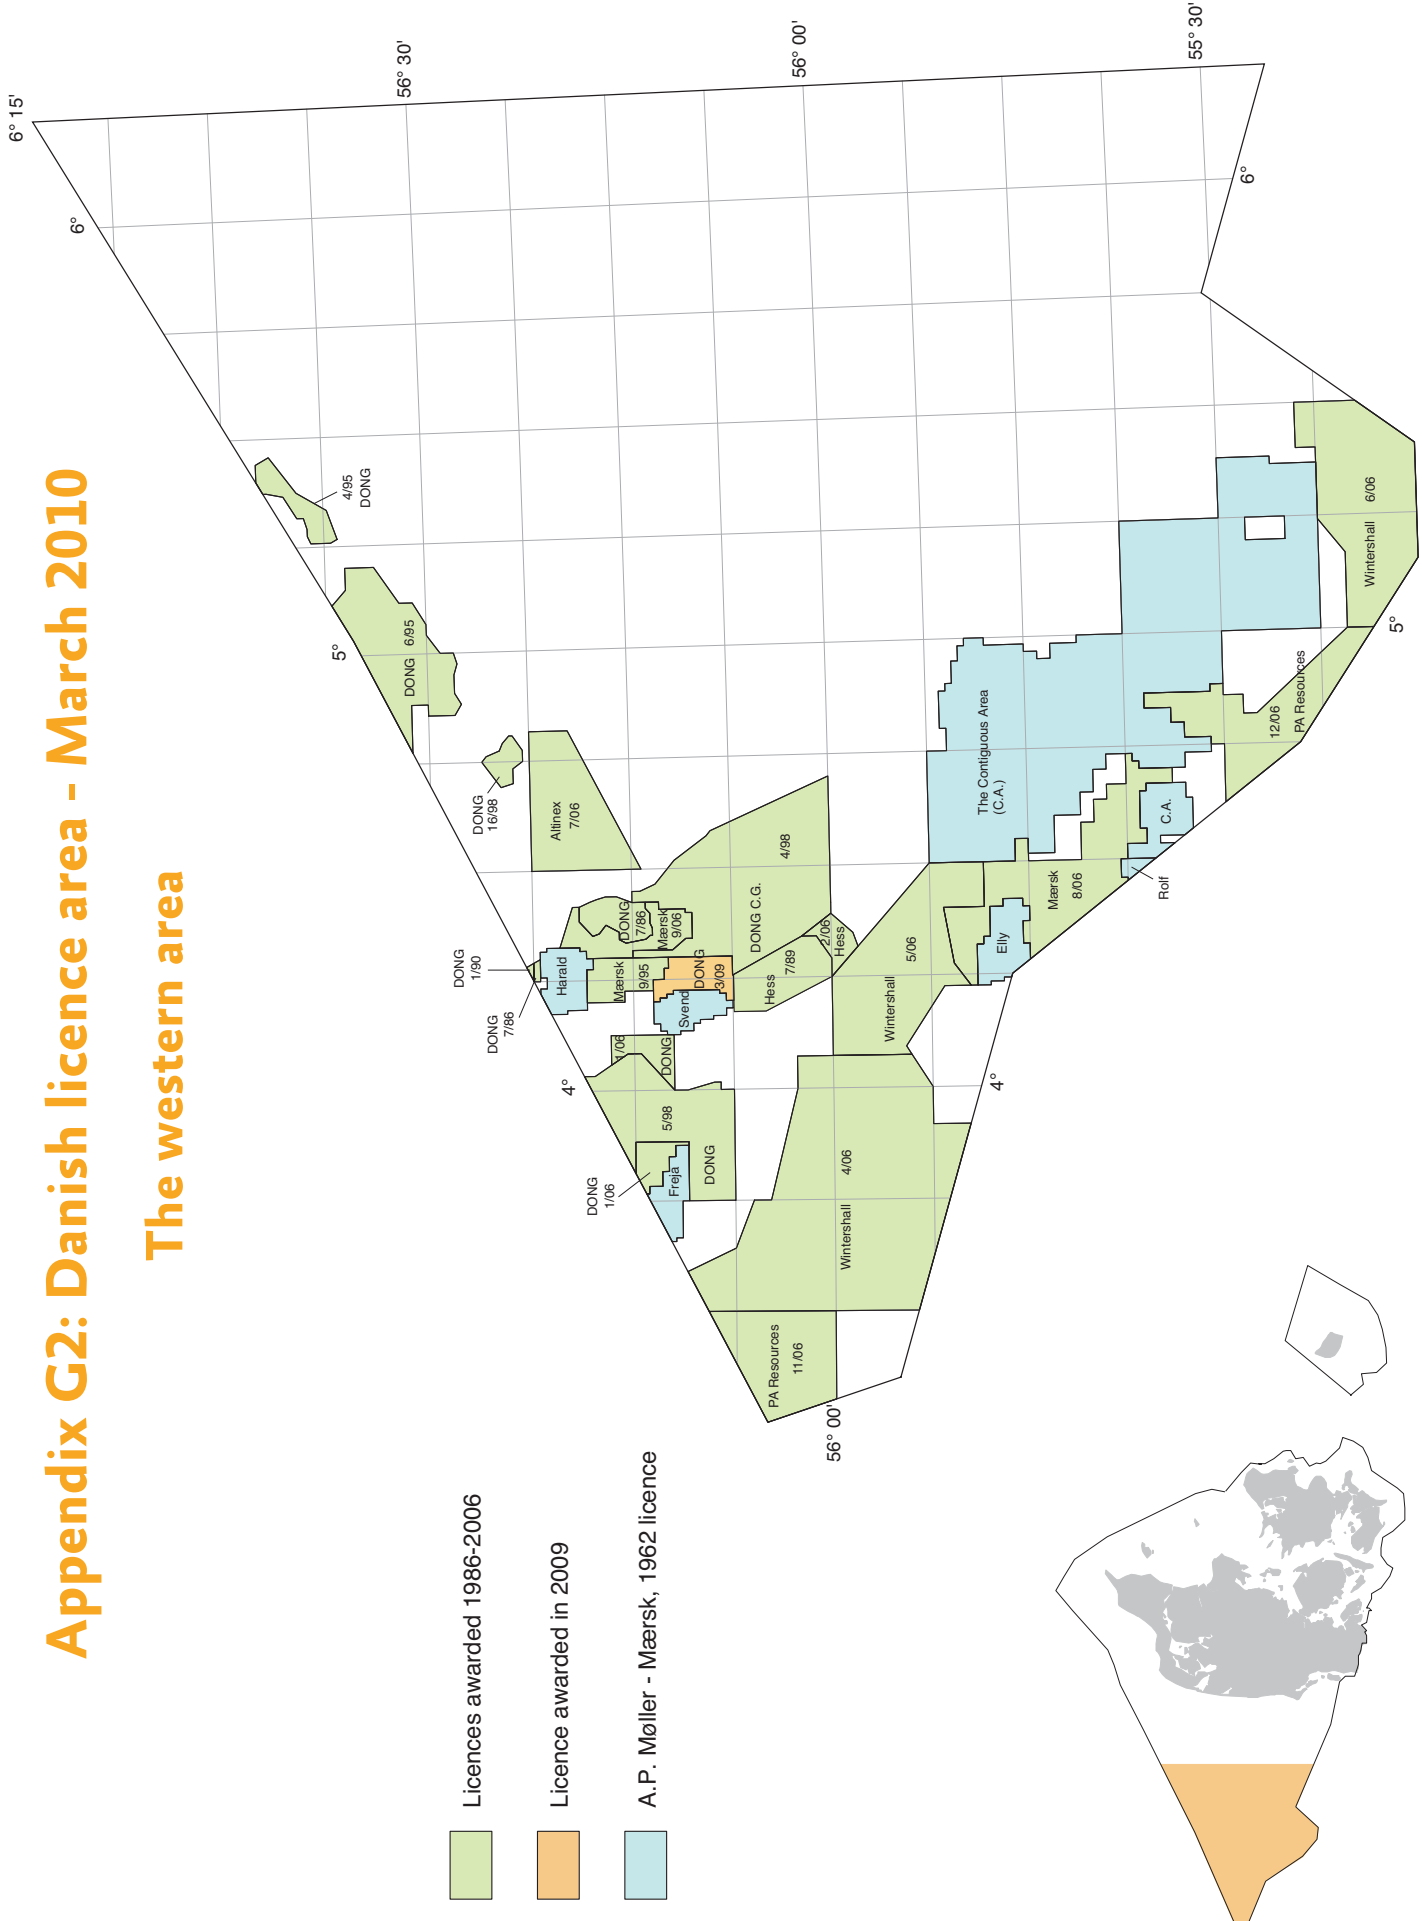 Appendix G2: Danish licence area - March 2010
The western area
6° 15'
6°
56° 30'
56° 00'
55° 30'
6°
4/95
DONG
5°
DONG 6/95
DONG
16/98
Altinex
7/06
DONG
1/90
DONG
7/86
Harald
DONG
7/86
Mærsk
9/06
Mærsk
9/95
DONG
3/09
Svend
DONG C.G.
4/98
Hess
7/89
2/06
Hess
4°
1/06
DONG
5/98
DONG
DONG
1/06
Freja
Wintershall
5/06
Wintershall
4/06
PA Resources
11/06
56° 00'
4°
The Contiguous Area
(C.A.)
Elly
Mærsk
8/06
Rolf
C.A.
12/06
PA Resources
Wintershall
6/06
5°
Licences awarded 1986-2006
Licence awarded in 2009
A.P. Møller - Mærsk, 1962 licence